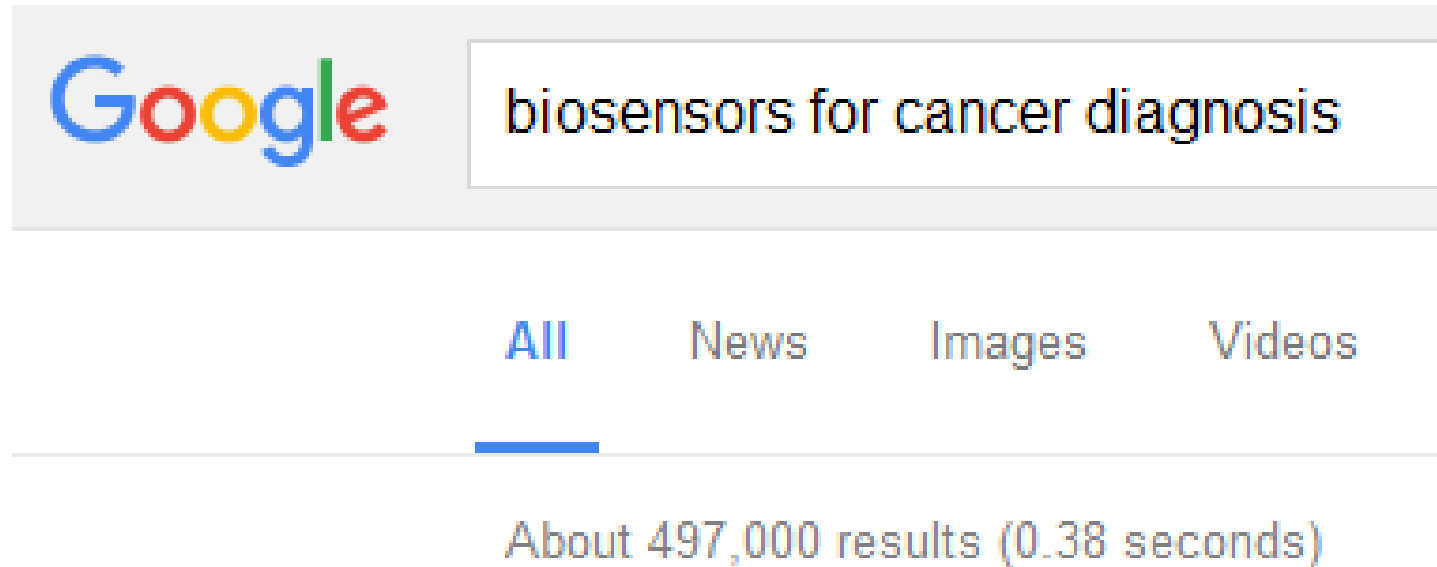 Google
biosensors for cancer diagnosis
All News Images Videos
About 497,000 results (0.38 seconds)